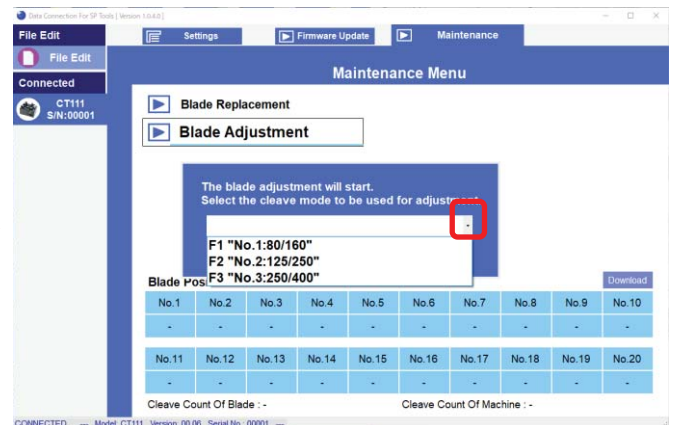 Data Connection For SP Tools [ Version 1.0.4.0 ]
File Edit
Settings
Firmware Update
Maintenance
File Edit
Maintenance Menu
Connected
CT111
S/N:00001
Blade Replacement
Blade Adjustment
The blade adjustment will start.
Select the cleave mode to be used for adjustment.
F1 "No.1:80/160"
F2 "No.2:125/250"
F3 "No.3:250/400"
Blade Posi
Download
No.1 No.2 No.3 No.4 No.5 No.6 No.7 No.8 No.9 No.10
- - - - - - - - - -
No.11 No.12 No.13 No.14 No.15 No.16 No.17 No.18 No.19 No.20
- - - - - - - - - -
Cleave Count Of Blade : - Cleave Count Of Machine : -
CONNECTED — Model: CT111 Version 00.06 Serial No. 00001 —